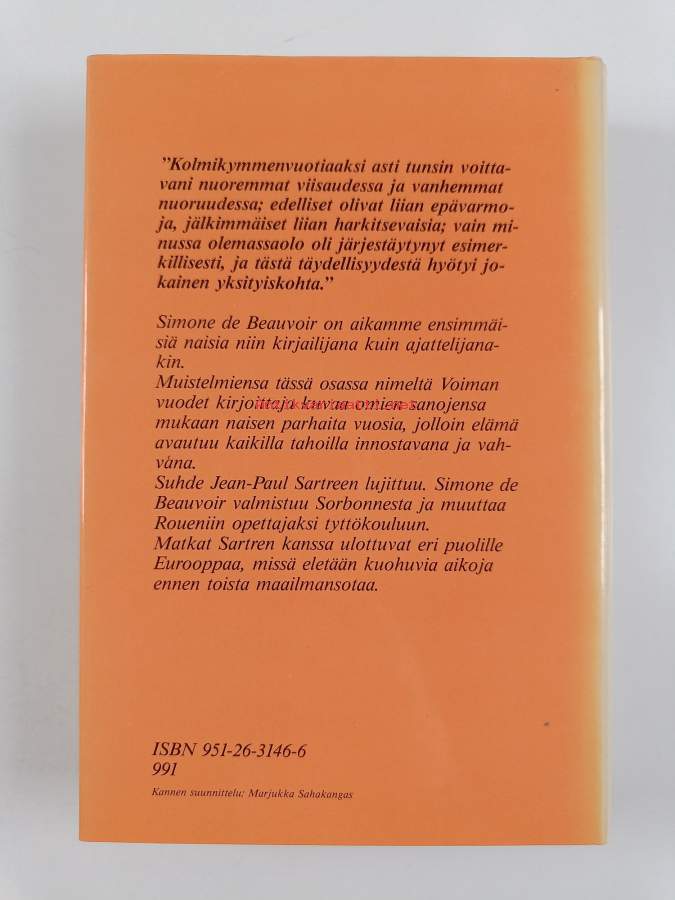 ”Kolmikymmenvuotiaaksi asti tunsin voitta-
vani nuoremmat viisaudessa ja vanhemmat
nuoruudessa; edelliset olivat liian epävarmo-
ja, jälkimmäiset liian harkitsevaisia; vain mi-
nussa olemassaolo oli järjestäytynyt esimer-
killisesti, ja tästä täydellisyydestä hyötyi jo-
kainen yksityiskohta.”
Simone de Beauvoir on aikamme ensimmäi-
siä naisia niin kirjailijana kuin ajattelijana-
kin.
Muistelmiensa tässä osassa nimeltä Voiman
vuodet kirjoittaja kuvaa omien sanojensa
mukaan naisen parhaita vuosia, jolloin elämä
avautuu kaikilla tahoilla innostavana ja vah-
vana.
Suhde Jean-Paul Sartreen lujittuu. Simone de
Beauvoir valmistuu Sorbonnesta ja muuttaa
Roueniin opettajaksi tyttökouluun.
Matkat Sartren kanssa ulottuvat eri puolille
Eurooppaa, missä eletään kuohuvia aikoja
ennen toista maailmansotaa.
ISBN 951-26-3146-6
991
Kannen suunnittelu; Marjukka Sahakangas